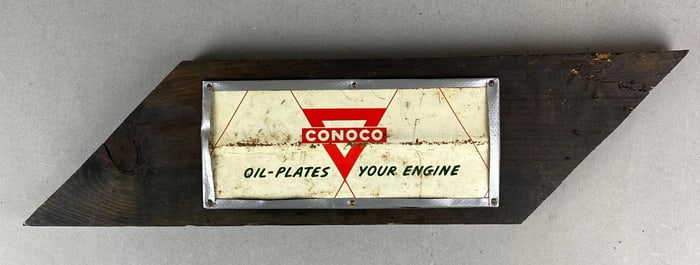 CONOCO
OIL-PLATES YOUR ENGINE